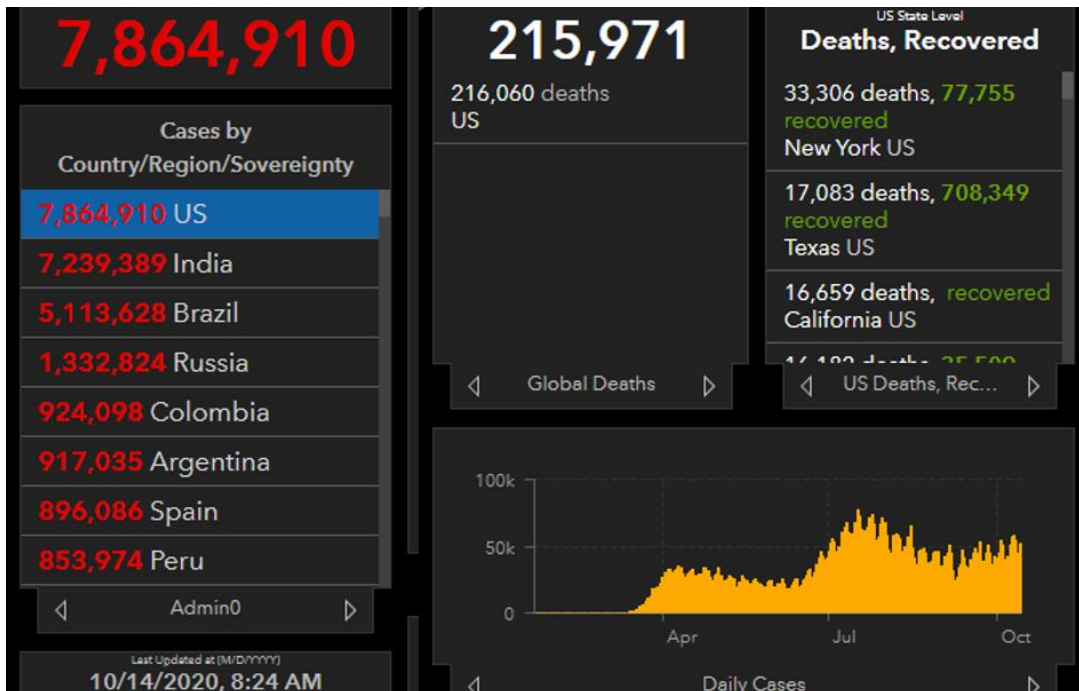 7,864,910
Cases by
Country/Region/Sovereignty
7,864,910 US
7,239,389 India
5,113,628 Brazil
1,332,824 Russia
924,098 Colombia
917,035 Argentina
896,086 Spain
853,974 Peru
Admin0
Last Updated at (M/D/YYYY)
10/14/2020, 8:24 AM
215,971
216,060 deaths
US
Global Deaths
US State Level
Deaths, Recovered
33,306 deaths, 77,755
recovered
New York US
17,083 deaths, 708,349
recovered
Texas US
16,659 deaths, recovered
California US
US Deaths, Rec...
100k
50k
0
Apr
Jul
Oct
Daily Cases